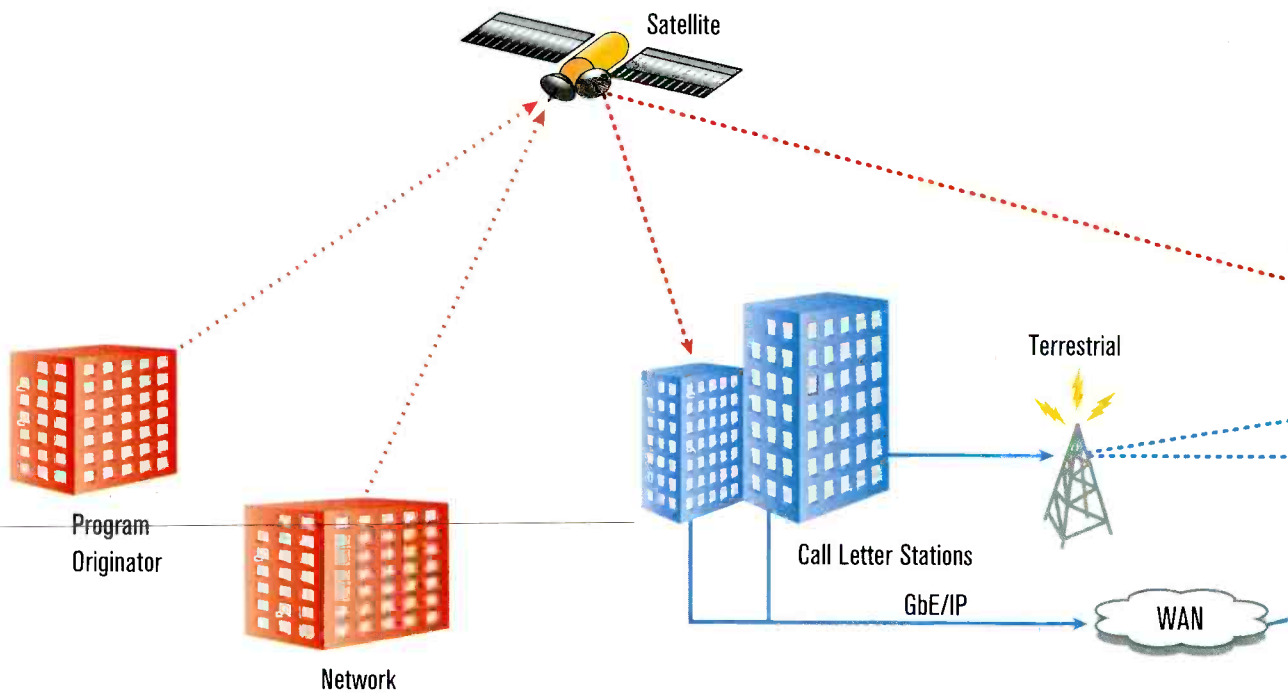 Satellite
Terrestrial
Program
Originator
Call Letter Stations
GbE/IP
WAN
Network